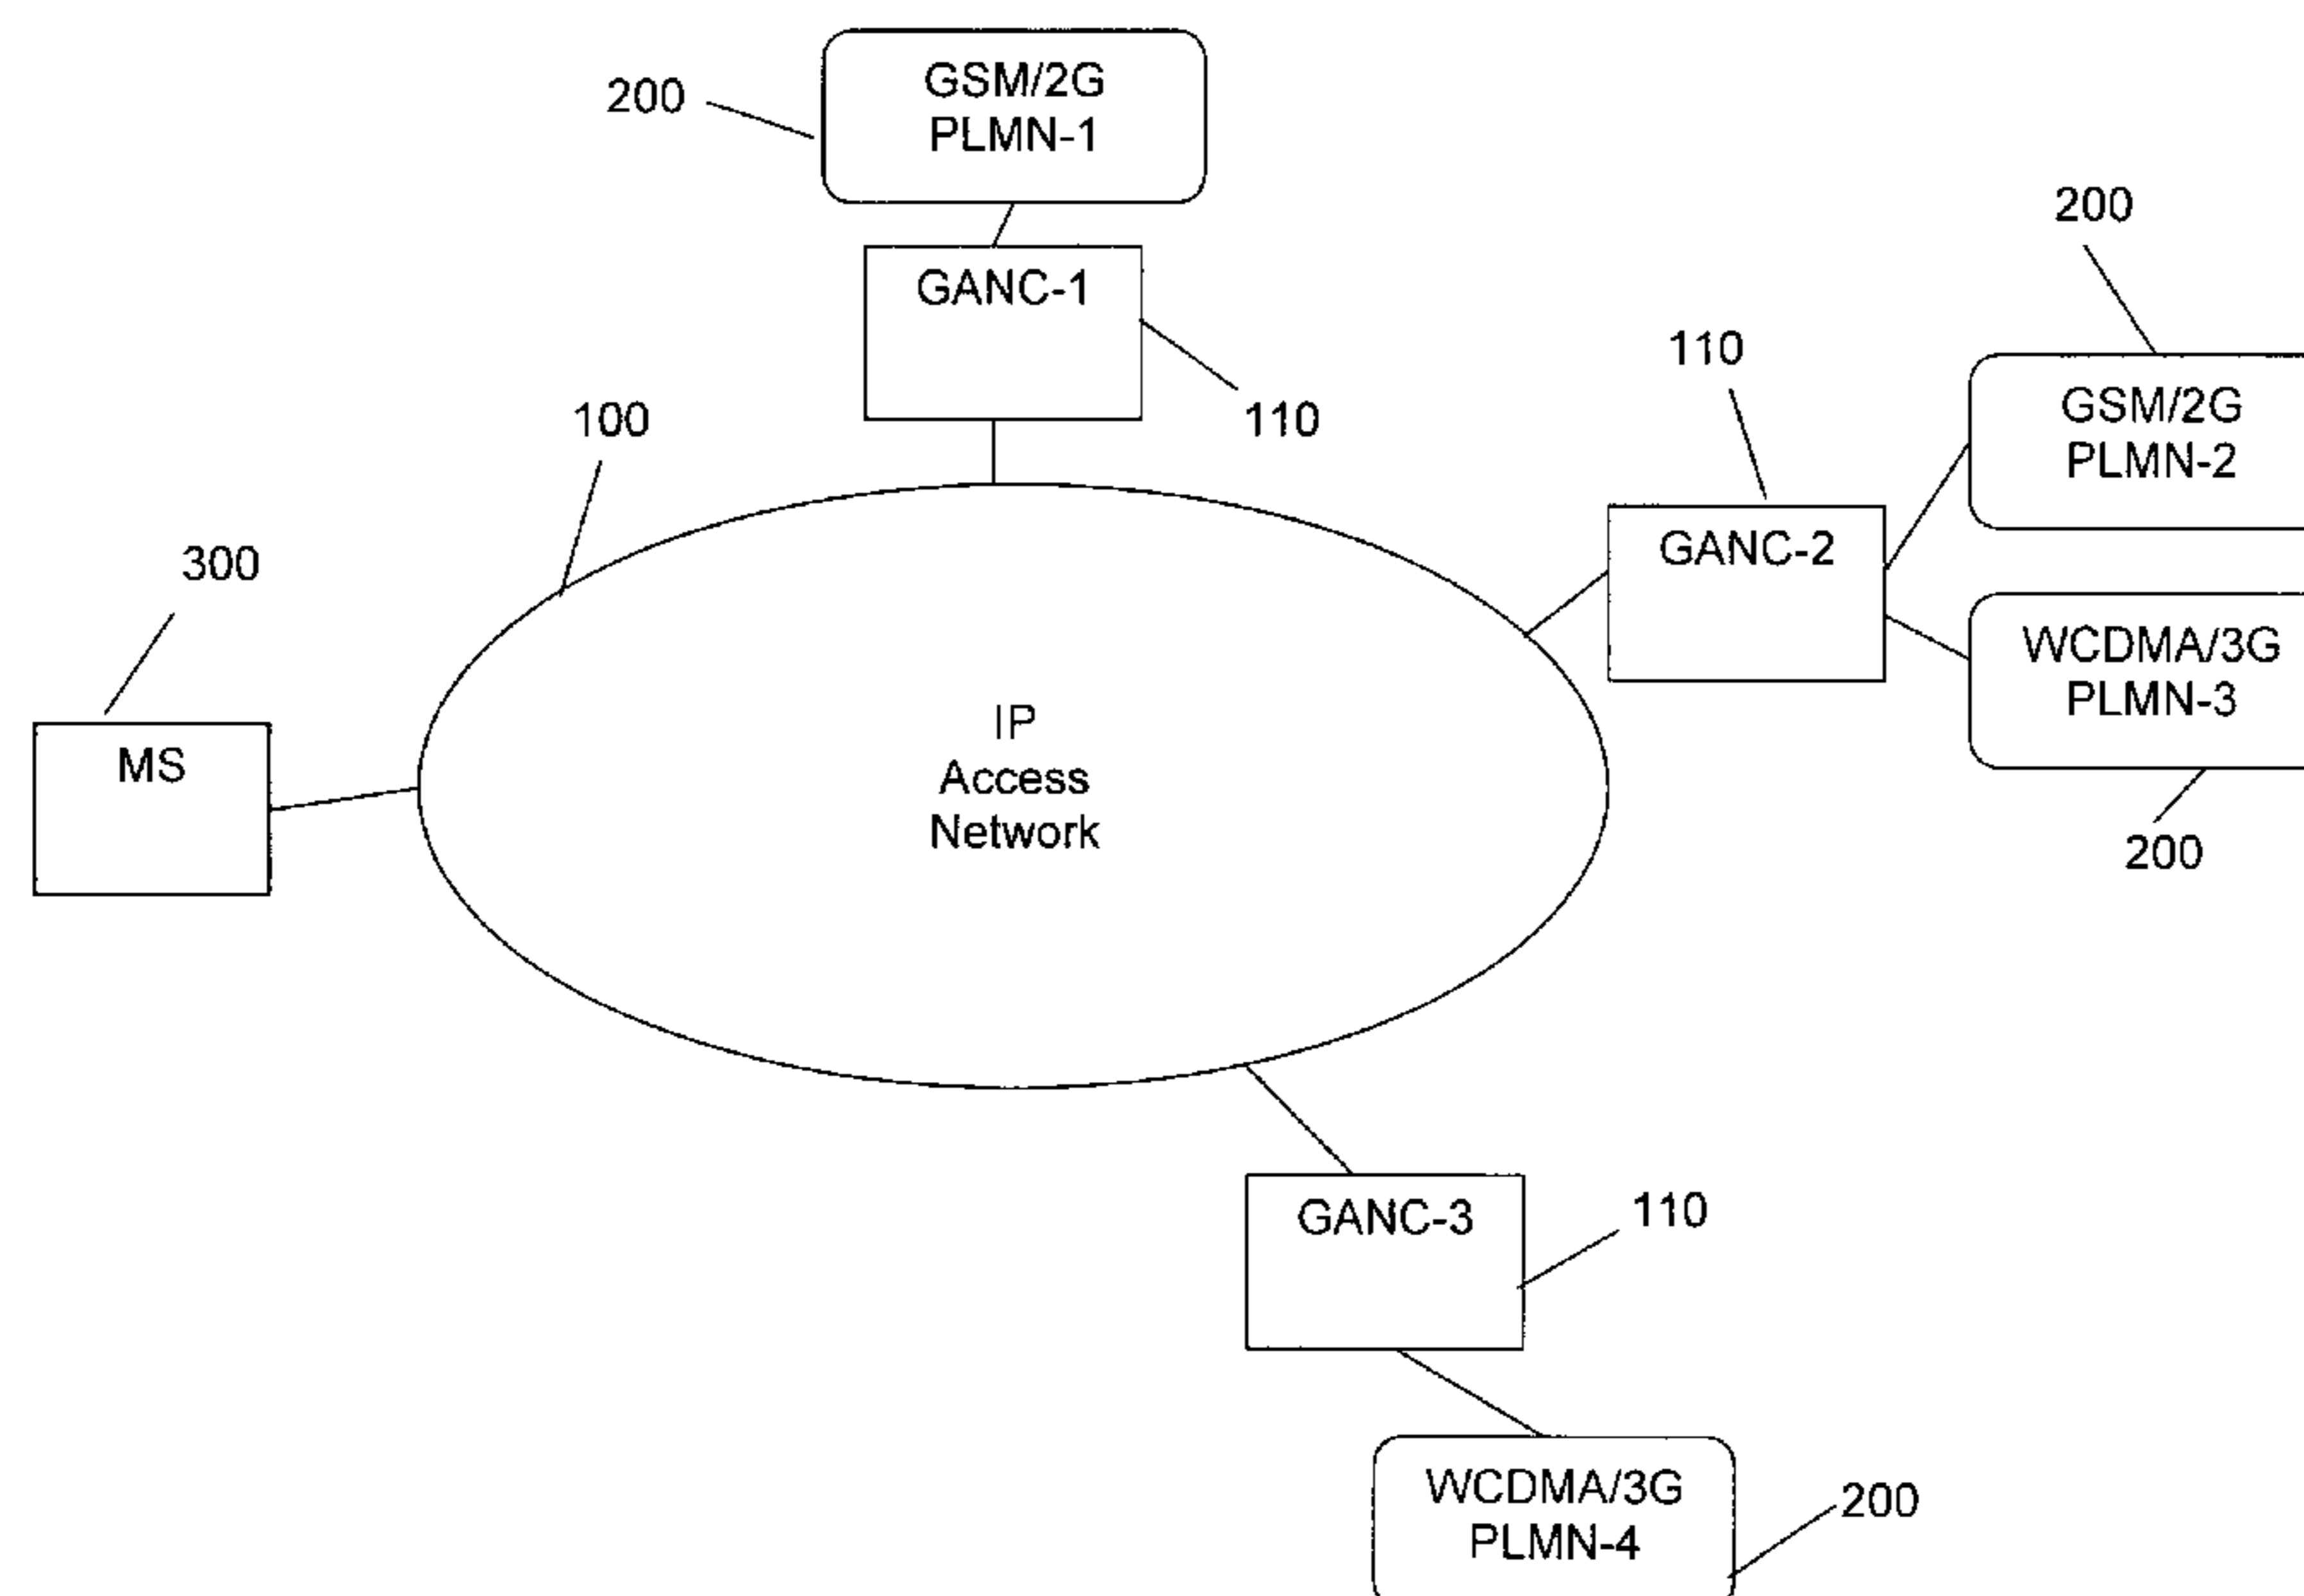 GSM/2G
PLMN-1
200
GANC-1
110
200
110
GSM/2G
PLMN-2
GANC-2
WCDMA/3G
PLMN-3
200
100
300
MS
IP
Access
Network
GANC-3
110
WCDMA/3G
PLMN-4
200